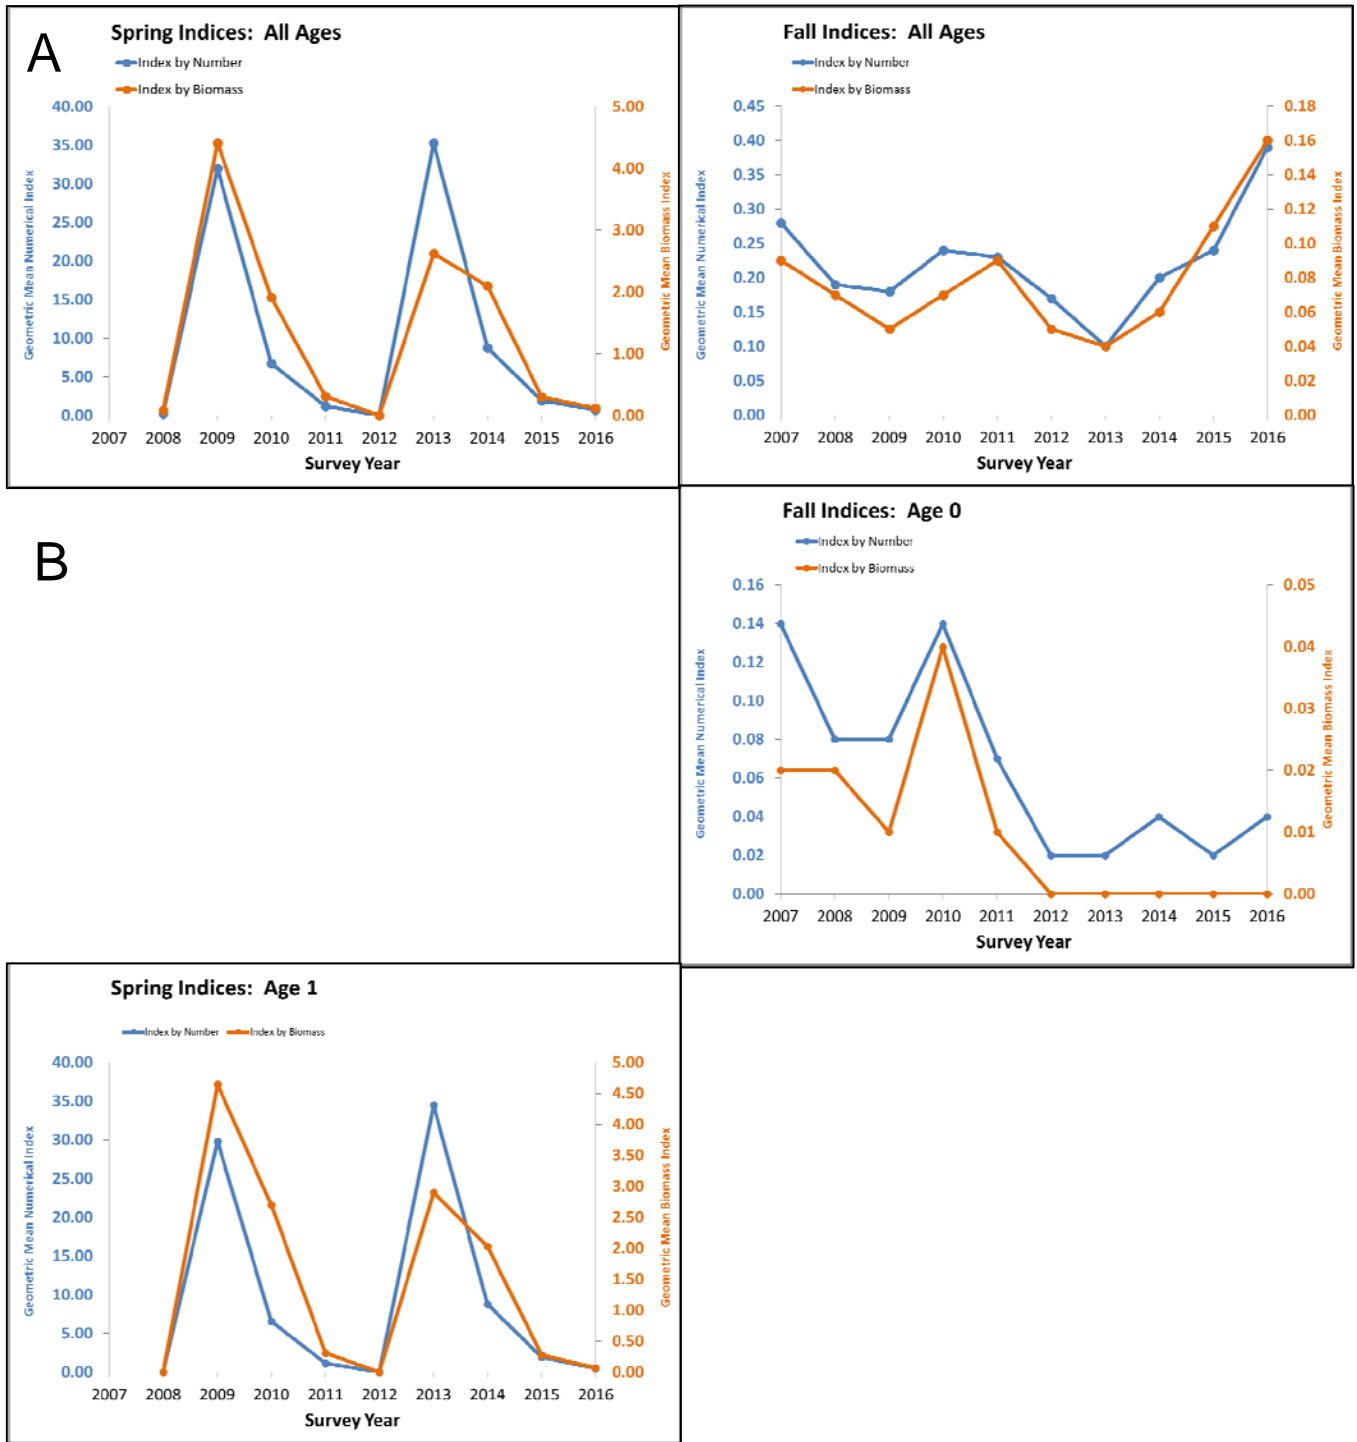 A
Spring Indices: All Ages
Index by Number
Index by Biomass
Geometric Mean Numerical Index
40.00
35.00
30.00
25.00
20.00
15.00
10.00
5.00
0.00
5.00
4.00
3.00
2.00
1.00
0.00
Geometric Mean Biomass Index
2007 2008 2009 2010 2011 2012 2013 2014 2015 2016
Survey Year
Fall Indices: All Ages
Index by Number
Index by Biomass
Geometric Mean Numerical Index
0.45
0.40
0.35
0.30
0.25
0.20
0.15
0.10
0.05
0.00
0.18
0.16
0.14
0.12
0.10
0.08
0.06
0.04
0.02
0.00
Geometric Mean Biomass Index
2007 2008 2009 2010 2011 2012 2013 2014 2015 2016
Survey Year
B
Fall Indices: Age 0
Index by Number
Index by Biomass
Geometric Mean Numerical Index
0.16
0.14
0.12
0.10
0.08
0.06
0.04
0.02
0.00
0.05
0.04
0.03
0.02
0.01
0.00
Geometric Mean Biomass Index
2007 2008 2009 2010 2011 2012 2013 2014 2015 2016
Survey Year
Spring Indices: Age 1
Index by Number Index by Biomass
Geometric Mean Numerical Index
40.00
35.00
30.00
25.00
20.00
15.00
10.00
5.00
0.00
5.00
4.50
4.00
3.50
3.00
2.50
2.00
1.50
1.00
0.50
0.00
Geometric Mean Biomass Index
2007 2008 2009 2010 2011 2012 2013 2014 2015 2016
Survey Year